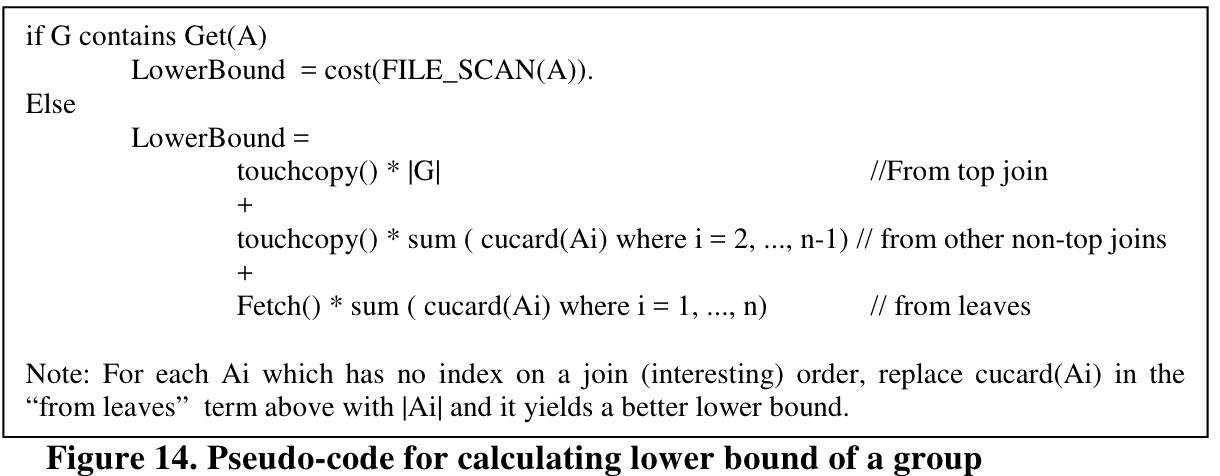 if G contains Get(A)
LowerBound = cost(FILE_SCAN(A)).
Else
LowerBound =
touchcopy() * |G| //From top join
+
touchcopy() * sum ( cucard(Ai) where i = 2, ..., n-1) // from other non-top joins
+
Fetch() * sum ( cucard(Ai) where i = 1, ..., n) // from leaves
Note: For each Ai which has no index on a join (interesting) order, replace cucard(Ai) in the
“from leaves” term above with |Ai| and it yields a better lower bound.
Figure 14. Pseudo-code for calculating lower bound of a group